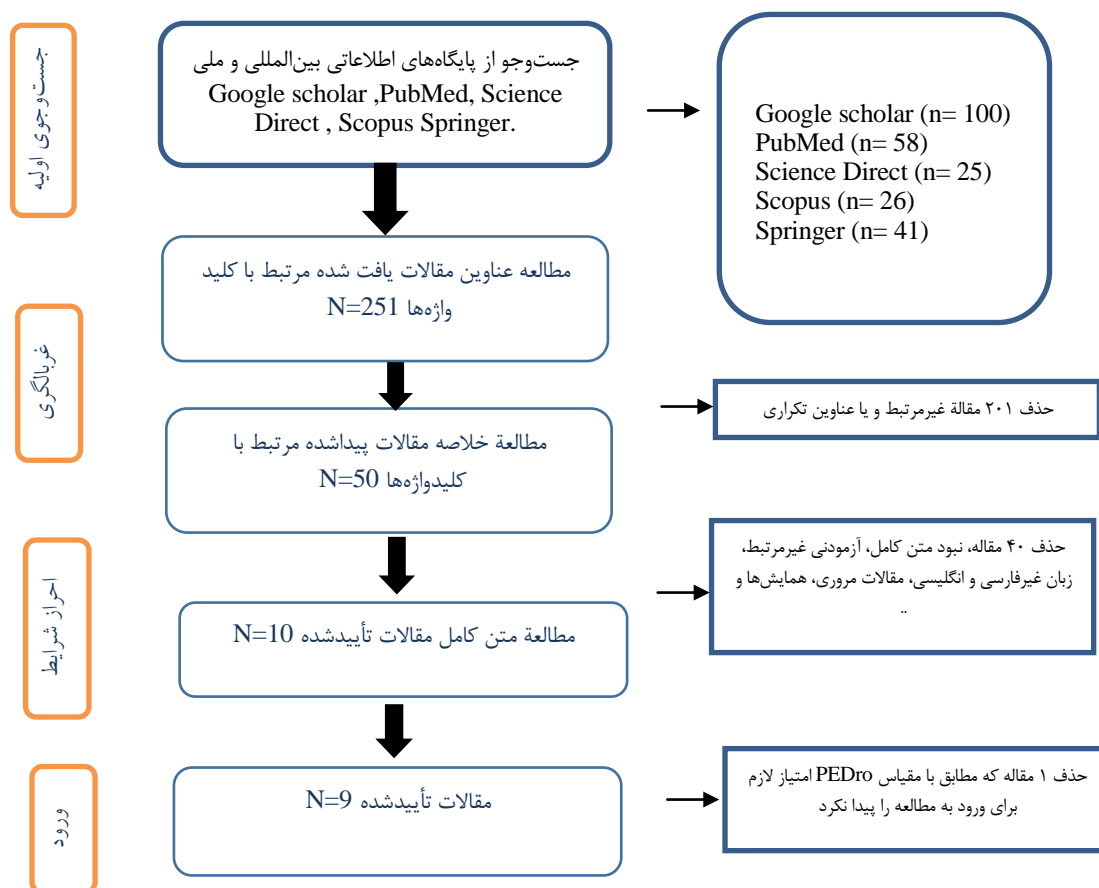 جست‌وجوی اولیه
جست‌وجو از پایگاه‌های اطلاعاتی بین‌المللی و ملی
Google scholar ,PubMed, Science
Direct , Scopus Springer.
Google scholar (n= 100)
PubMed (n= 58)
Science Direct (n= 25)
Scopus (n= 26)
Springer (n= 41)
مطالعه عناوین مقالات یافت شده مرتبط با کلید
واژه‌ها N=251
غربالگری
حذف ۲۰۱ مقالة غیرمرتبط و یا عناوین تکراری
مطالعة خلاصه مقالات پیداشده مرتبط با
کلیدواژه‌ها N=50
احراز شرایط
حذف ۴۰ مقاله، نبود متن کامل، آزمودنی غیرمرتبط،
زبان غیرفارسی و انگلیسی، مقالات مروری، همایش‌ها و
..
مطالعة متن کامل مقالات تأییدشده N=10
ورود
حذف ۱ مقاله که مطابق با مقیاس PEDro امتیاز لازم
برای ورود به مطالعه را پیدا نکرد
مقالات تأییدشده N=9